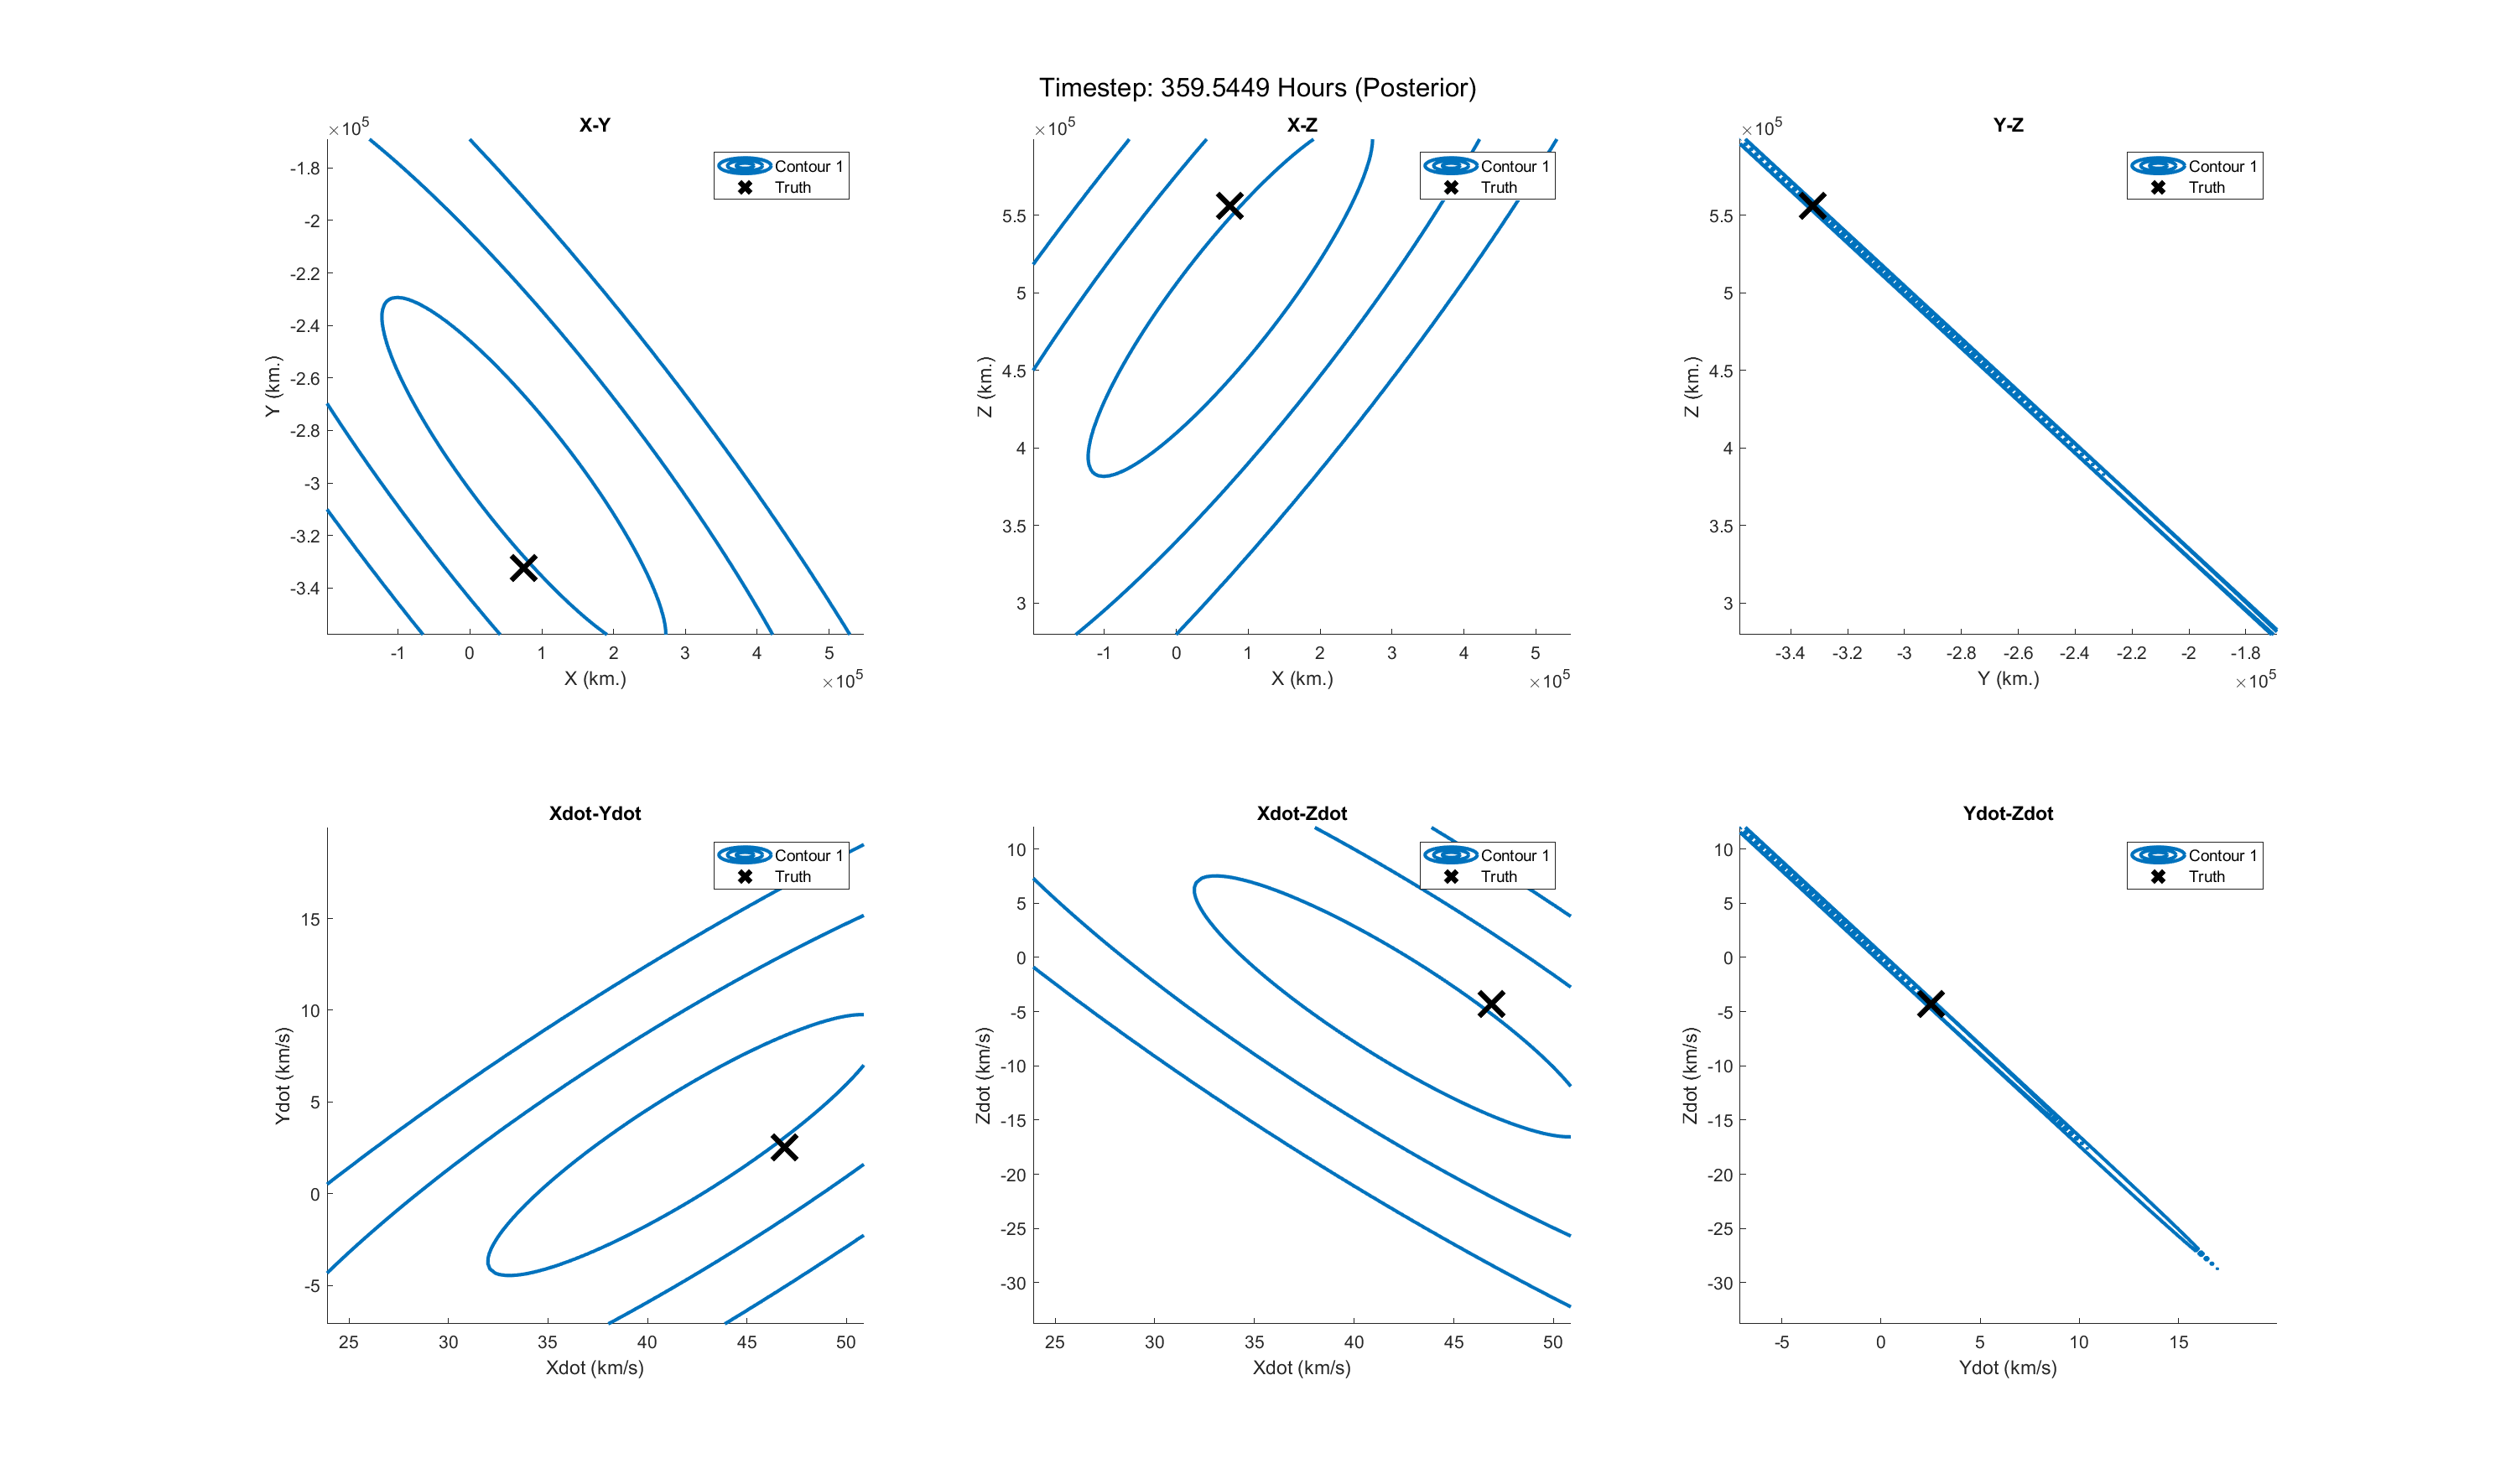 Timestep: 359.5449 Hours (Posterior)
X-Y
×10^5
-1.8
-2
-2.2
-2.4
-2.6
-2.8
-3
-3.2
-3.4
Y (km.)
-1 0 1 2 3 4 5
X (km.)
×10^5
Contour 1
Truth
X-Z
×10^5
5.5
5
4.5
4
3.5
3
Z (km.)
-1 0 1 2 3 4 5
X (km.)
×10^5
Contour 1
Truth
Y-Z
×10^5
5.5
5
4.5
4
3.5
3
Z (km.)
-3.4 -3.2 -3 -2.8 -2.6 -2.4 -2.2 -2 -1.8
Y (km.)
×10^5
Contour 1
Truth
Xdot-Ydot
15
10
5
0
-5
Ydot (km/s)
25 30 35 40 45 50
Xdot (km/s)
Contour 1
Truth
Xdot-Zdot
10
5
0
-5
-10
-15
-20
-25
-30
Zdot (km/s)
25 30 35 40 45 50
Xdot (km/s)
Contour 1
Truth
Ydot-Zdot
10
5
0
-5
-10
-15
-20
-25
-30
Zdot (km/s)
-5 0 5 10 15
Ydot (km/s)
Contour 1
Truth